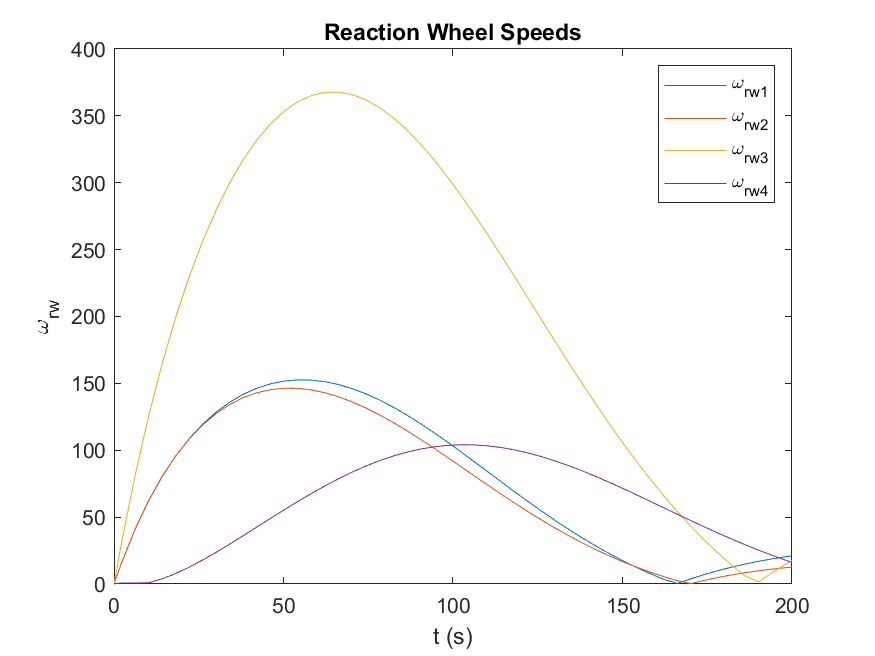 Reaction Wheel Speeds
400
350
300
250
200
150
100
50
0
ω_rw
ω_rw1
ω_rw2
ω_rw3
ω_rw4
0 50 100 150 200
t (s)